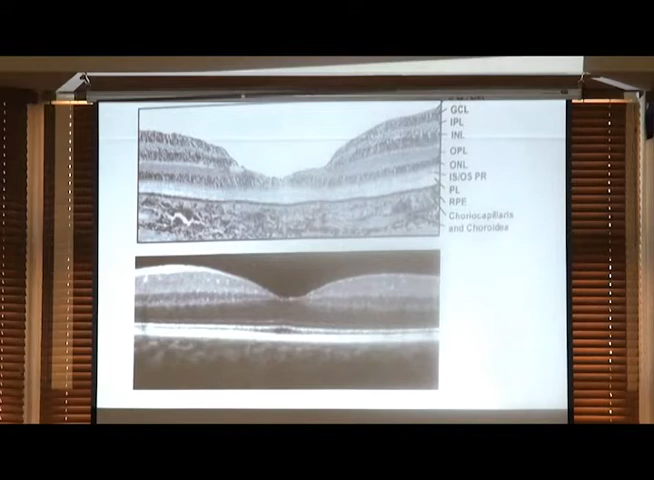 GCL
IPL
INL
OPL
ONL
IS/OS PR
PL
RPE
Choriocapillaris
and Choroidea